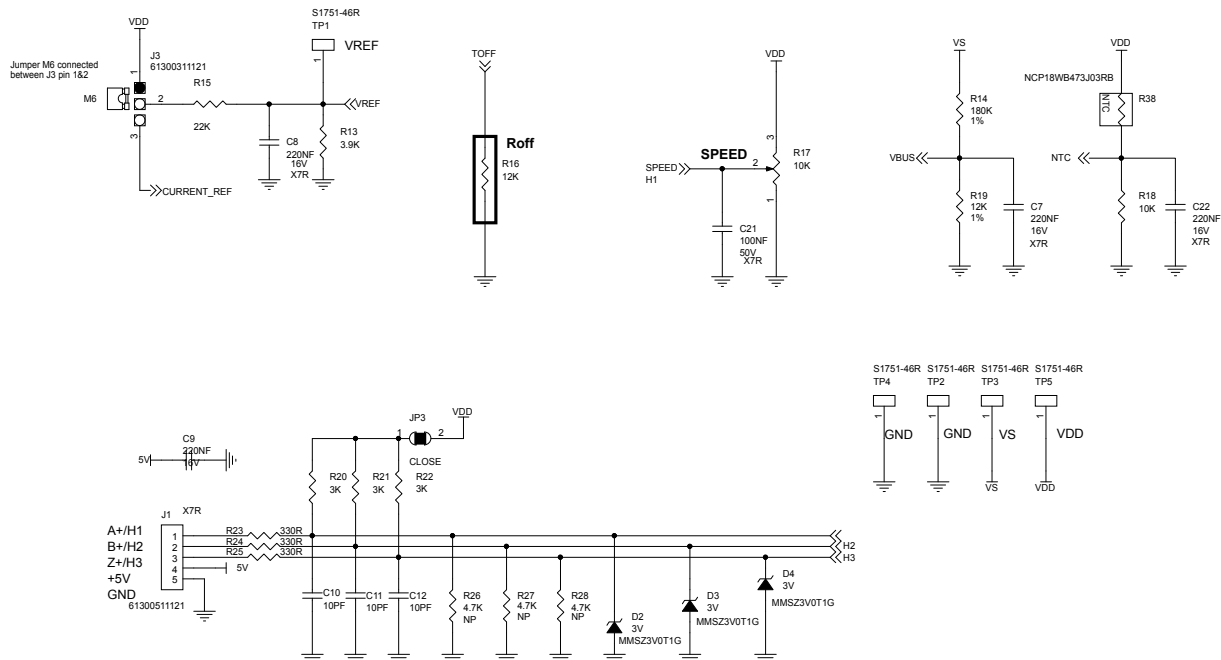 S1751-46R
TP1
VDD
VREF
1
J3
61300311121
Jumper M6 connected
between J3 pin 1&2
1
M6
2
R15
22K
VREF
C8
220NF
16V
X7R
R13
3.9K
3
CURRENT_REF
TOFF
Roff
R16
12K
VDD
3
SPEED
2
R17
10K
SPEED
H1
1
C21
100NF
50V
X7R
VS
R14
180K
1%
VBUS
R19
12K
1%
C7
220NF
16V
X7R
VDD
NCP18WB473J03RB
NTC
R38
NTC
R18
10K
C22
220NF
16V
X7R
S1751-46R
TP4
1
GND
S1751-46R
TP2
1
GND
S1751-46R
TP3
1
VS
VS
S1751-46R
TP5
1
VDD
VDD
C9
220NF
16V
5V
X7R
JP3
VDD
1
2
CLOSE
R20
3K
R21
3K
R22
3K
J1
A+/H1
B+/H2
Z+/H3
+5V
GND
1
2
3
4
5
61300511121
R23
330R
R24
330R
R25
330R
5V
H2
H3
C10
10PF
C11
10PF
C12
10PF
R26
4.7K
NP
R27
4.7K
NP
R28
4.7K
NP
D2
3V
MMSZ3V0T1G
D3
3V
MMSZ3V0T1G
D4
3V
MMSZ3V0T1G